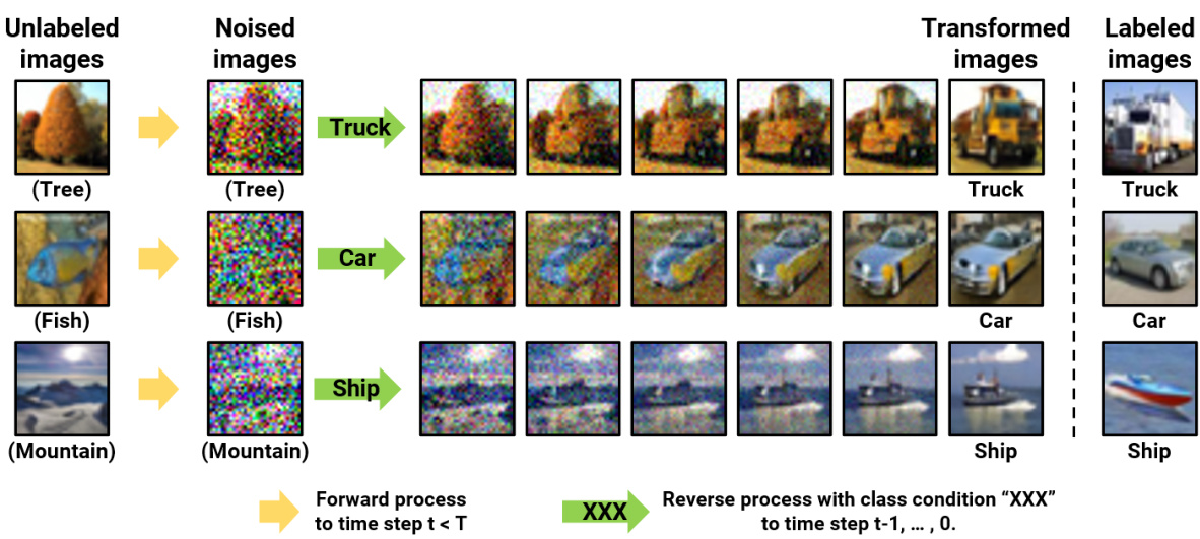 Unlabeled images
Noised images
Transformed images
Labeled images
Truck
(Tree)
(Tree)
Truck
Truck
Car
(Fish)
(Fish)
Car
Car
Ship
(Mountain)
(Mountain)
Ship
Ship
Forward process
to time step t < T
XXX
Reverse process with class condition “XXX”
to time step t-1, ... , 0.